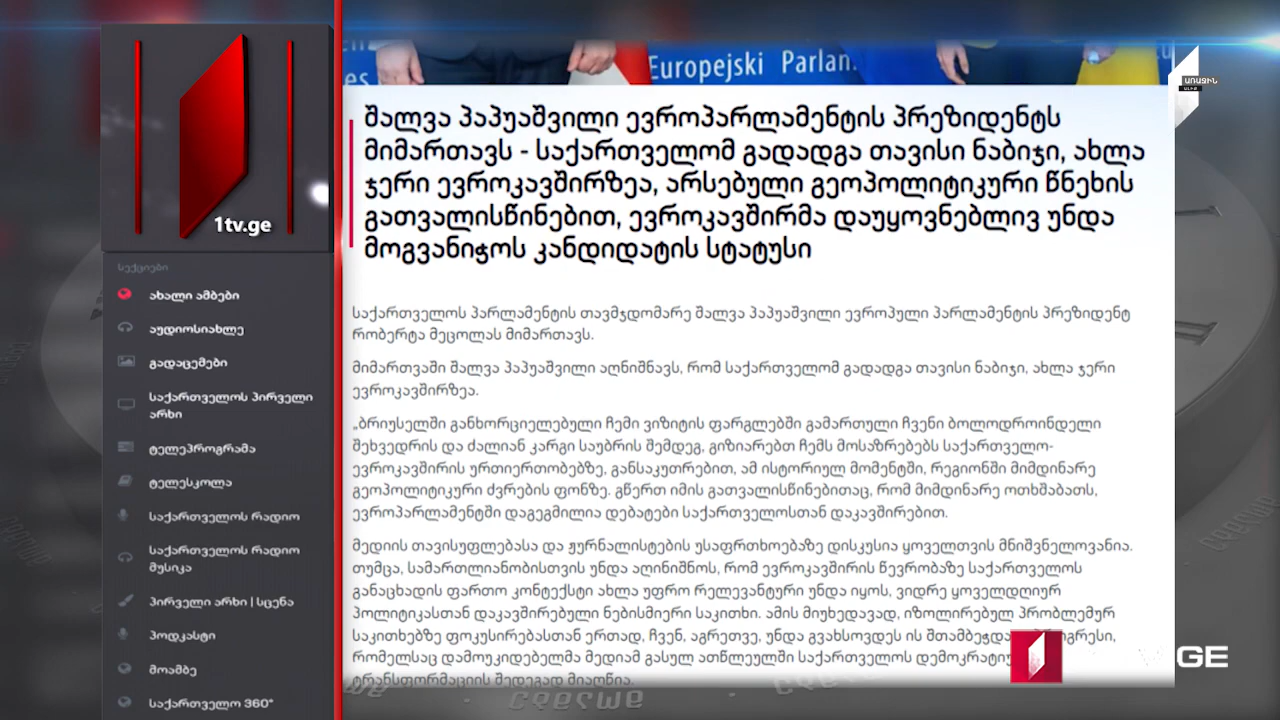 Europejski Parlam
ԱՌԱՋԻՆ
ԱԼԻՔ
1tv.ge
შალვა პაპუაშვილი ევროპარლამენტის პრეზიდენტს
მიმართავს - საქართველომ გადადგა თავისი ნაბიჯი, ახლა
ჯერი ევროკავშირზეა, არსებული გეოპოლიტიკური წნეხის
გათვალისწინებით, ევროკავშირმა დაუყოვნებლივ უნდა
მოგვანიჭოს კანდიდატის სტატუსი
სექციები
ახალი ამბები
აუდიოსიახლე
გადაცემები
საქართველოს პირველი
არხი
ტელეპროგრამა
ტელესკოლა
საქართველოს რადიო
საქართველოს რადიო
მუსიკა
პირველი არხი | სცენა
პოდკასტი
მოამბე
საქართველო 360°
საქართველოს პარლამენტის თავმჯდომარე შალვა პაპუაშვილი ევროპული პარლამენტის პრეზიდენტ
რობერტა მეცოლას მიმართავს.
მიმართვაში შალვა პაპუაშვილი აღნიშნავს, რომ საქართველომ გადადგა თავისი ნაბიჯი, ახლა ჯერი
ევროკავშირზეა.
„ბრიუსელში განხორციელებული ჩემი ვიზიტის ფარგლებში გამართული ჩვენი ბოლოდროინდელი
შეხვედრის და ძალიან კარგი საუბრის შემდეგ, გიზიარებთ ჩემს მოსაზრებებს საქართველო-
ევროკავშირის ურთიერთობებზე, განსაკუთრებით, ამ ისტორიულ მომენტში, რეგიონში მიმდინარე
გეოპოლიტიკური ძვრების ფონზე. გწერთ იმის გათვალისწინებითაც, რომ მიმდინარე ოთხშაბათს,
ევროპარლამენტში დაგეგმილია დებატები საქართველოსთან დაკავშირებით.
მედიის თავისუფლებასა და ჟურნალისტების უსაფრთხოებაზე დისკუსია ყოველთვის მნიშვნელოვანია.
თუმცა, სამართლიანობისთვის უნდა აღინიშნოს, რომ ევროკავშირის წევრობაზე საქართველოს
განაცხადის ფართო კონტექსტი ახლა უფრო რელევანტური უნდა იყოს, ვიდრე ყოველდღიურ
პოლიტიკასთან დაკავშირებული ნებისმიერი საკითხი. ამის მიუხედავად, იზოლირებულ პრობლემურ
საკითხებზე ფოკუსირებასთან ერთად, ჩვენ, აგრეთვე, უნდა გვახსოვდეს ის
რომელსაც დამოუკიდებელმა მედიამ გასულ ათწლეულში საქართველოს
ტრანსფორმაციის შედეგად მიაღწია.
GE